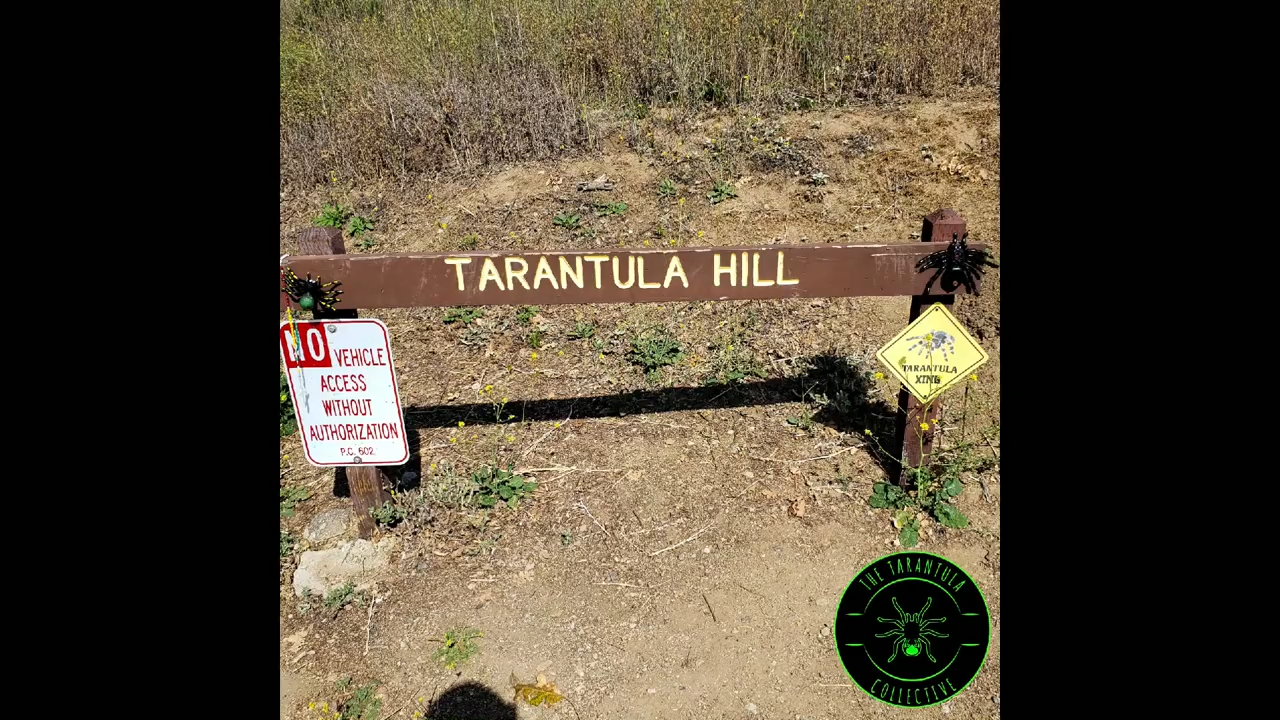 TARANTULA HILL
NO VEHICLE
ACCESS
WITHOUT
AUTHORIZATION
P.C. 602
TARANTULA
XING
THE TARANTULA
COLLECTIVE